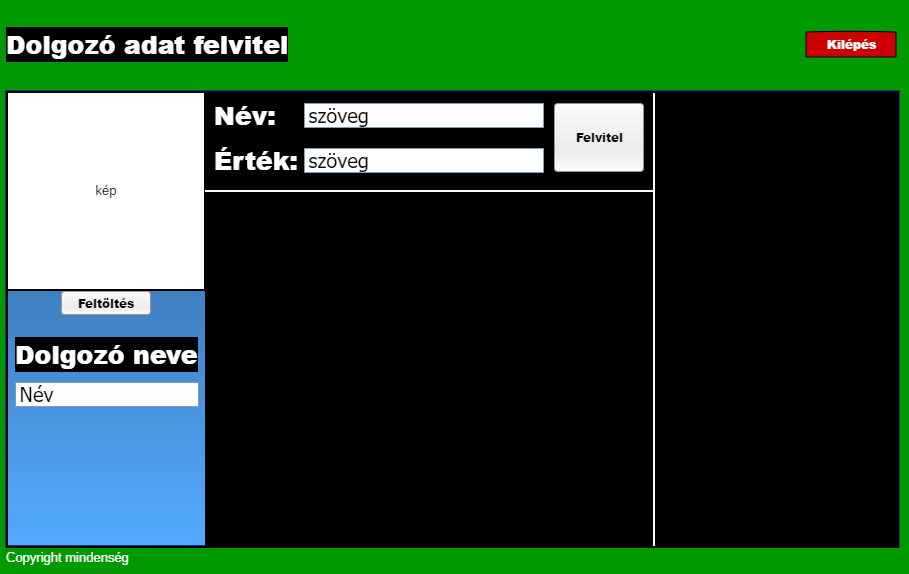 Dolgozó adat felvitel
Kilépés
kép
Név:
szöveg
Érték:
szöveg
Felvitel
Feltöltés
Dolgozó neve
Név
Copyright mindenség